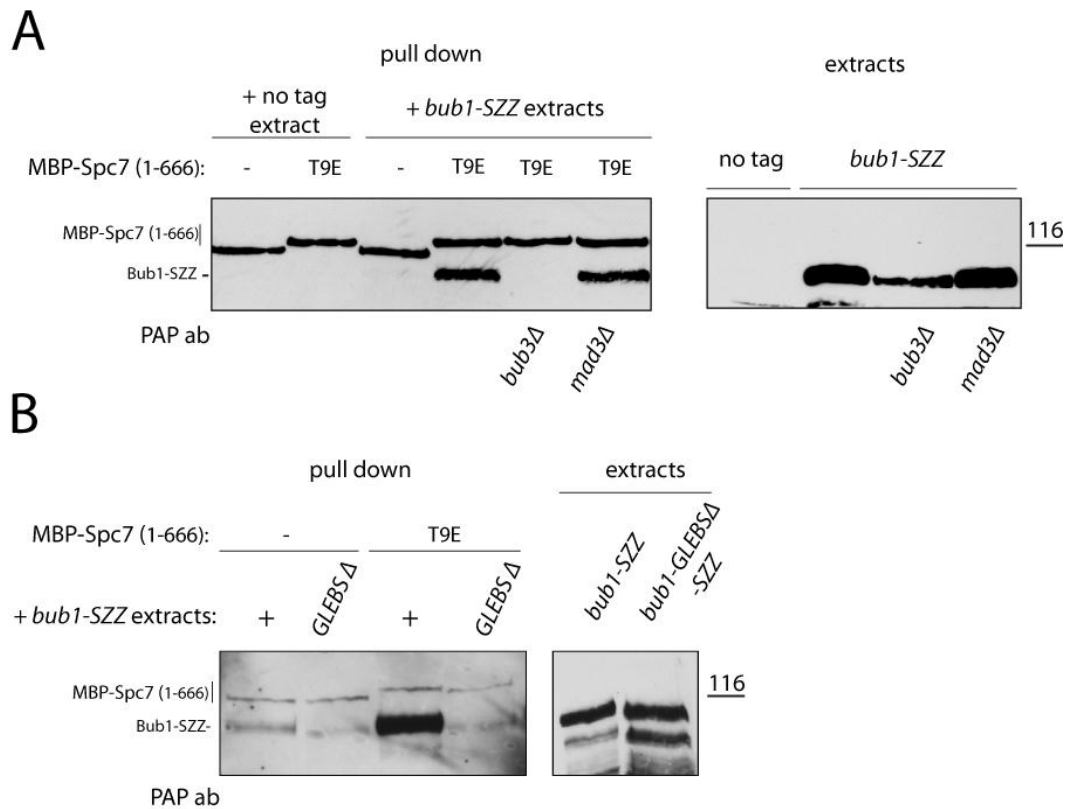 A
pull down
extracts
+ no tag extract
+ bub1-SZZ extracts
MBP-Spc7 (1-666): - T9E - T9E T9E T9E
no tag bub1-SZZ
MBP-Spc7 (1-666)
116
Bub1-SZZ -
PAP ab
bub3Δ mad3Δ
bub3Δ mad3Δ
B
pull down
extracts
MBP-Spc7 (1-666): - T9E
bub1-SZZ
bub1-GLEBSΔ
-SZZ
+ bub1-SZZ extracts: + GLEBSΔ + GLEBSΔ
MBP-Spc7 (1-666)
116
Bub1-SZZ-
PAP ab